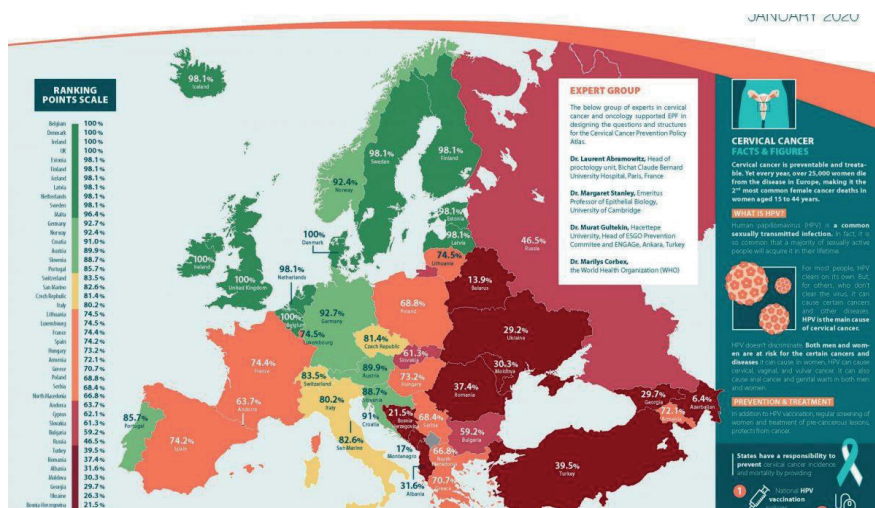 JANUARY 2020
RANKING
POINTS SCALE
Belgium 100%
Denmark 100%
Ireland 100%
UK 100%
Estonia 98.1%
Finland 98.1%
Iceland 98.1%
Latvia 98.1%
Netherlands 98.1%
Sweden 98.1%
Malta 96.4%
Germany 92.7%
Norway 92.4%
Croatia 91.0%
Austria 89.9%
Slovenia 88.7%
Portugal 85.7%
Switzerland 83.5%
San Marino 82.6%
Czech Republic 81.4%
Italy 80.2%
Lithuania 74.5%
Luxembourg 74.5%
France 74.4%
Spain 74.2%
Hungary 73.2%
Armenia 72.1%
Greece 70.7%
Poland 68.8%
Serbia 68.4%
North Macedonia 66.8%
Andorra 63.7%
Cyprus 62.1%
Slovakia 61.3%
Bulgaria 59.2%
Russia 46.5%
Turkey 39.5%
Romania 37.4%
Albania 31.6%
Moldova 30.3%
Georgia 29.7%
Ukraine 26.3%
Bosnia Herzegovina 21.5%
98.1%
Iceland
92.4%
Norway
98.1%
Sweden
98.1%
Finland
98.1%
Estonia
98.1%
Latvia
74.5%
Lithuania
46.5%
Russia
100%
Denmark
100%
Ireland
100%
United Kingdom
98.1%
Netherlands
100%
Belgium
74.5%
Luxembourg
92.7%
Germany
68.8%
Poland
13.9%
Belarus
29.2%
Ukraine
81.4%
Czech Republic
61.3%
Slovakia
89.9%
Austria
73.2%
Hungary
30.3%
Moldova
37.4%
Romania
74.4%
France
83.5%
Switzerland
88.7%
Slovenia
91%
Croatia
80.2%
Italy
63.7%
Andorra
85.7%
Portugal
74.2%
Spain
82.6%
San Marino
21.5%
Bosnia
Herzegovina
68.4%
Serbia
59.2%
Bulgaria
17%
Montenegro
66.8%
North
Macedonia
31.6%
Albania
70.7%
Greece
39.5%
Turkey
29.7%
Georgia
72.1%
Armenia
6.4%
Azerbaijan
EXPERT GROUP
The below group of experts in cervical
cancer and oncology supported EPF in
designing the questions and structures
for the Cervical Cancer Prevention Policy
Atlas.
Dr. Laurent Abramowitz, Head of
proctology unit, Bichat Claude Bernard
University Hospital, Paris, France
Dr. Margaret Stanley, Emeritus
Professor of Epithelial Biology,
University of Cambridge
Dr. Murat Gultekin, Hacettepe
University, Head of ESGO Prevention
Commitee and ENGAGe, Ankara, Turkey
Dr. Marilys Corbex,
the World Health Organization (WHO)
CERVICAL CANCER
FACTS & FIGURES
Cervical cancer is preventable and treata-
ble. Yet every year, over 25,000 women die
from the disease in Europe, making it the
2nd most common female cancer deaths in
women aged 15 to 44 years.
WHAT IS HPV?
Human papillomavirus (HPV) is a common
sexually transmitted infection. In fact, it is
so common that a majority of sexually active
people will acquire it in their lifetime.
For most people, HPV
clears on its own. But
for others, who don't
clear the virus, it can
cause certain cancers
and other diseases.
HPV is the main cause
of cervical cancer.
HPV doesn't discriminate. Both men and wom-
en are at risk for the certain cancers and
diseases it can cause. In women, HPV can cause
cervical, vaginal, and vulvar cancer. It can
also cause anal cancer and genital warts in both
men and women.
PREVENTION & TREATMENT
In addition to HPV vaccination, regular screening of
women and treatment of pre-cancerous lesions,
protects from cancer.
States have a responsibility to
prevent cervical cancer incidence
and mortality by providing:
1
National HPV
vaccination